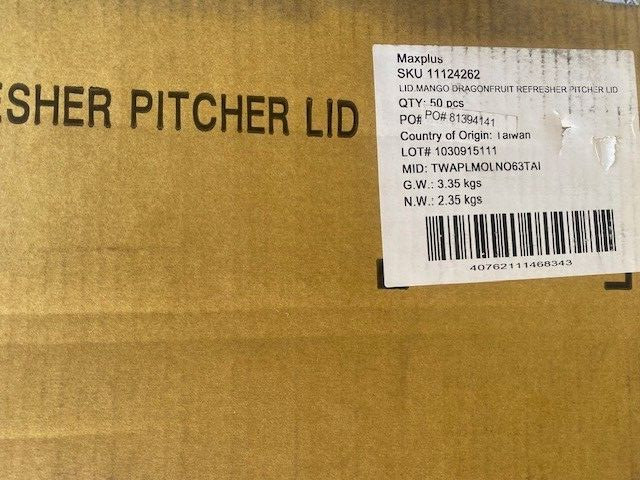 ESHER PITCHER LID
Maxplus
SKU 11124262
LID,MANGO DRAGONFRUIT REFRESHER PITCHER LID
QTY: 50 pcs
PO# PO# 81394141
Country of Origin: Taiwan
LOT# 1030915111
MID: TWAPLMOLNO63TAI
G.W.: 3.35 kgs
N.W.: 2.35 kgs
40762111468343